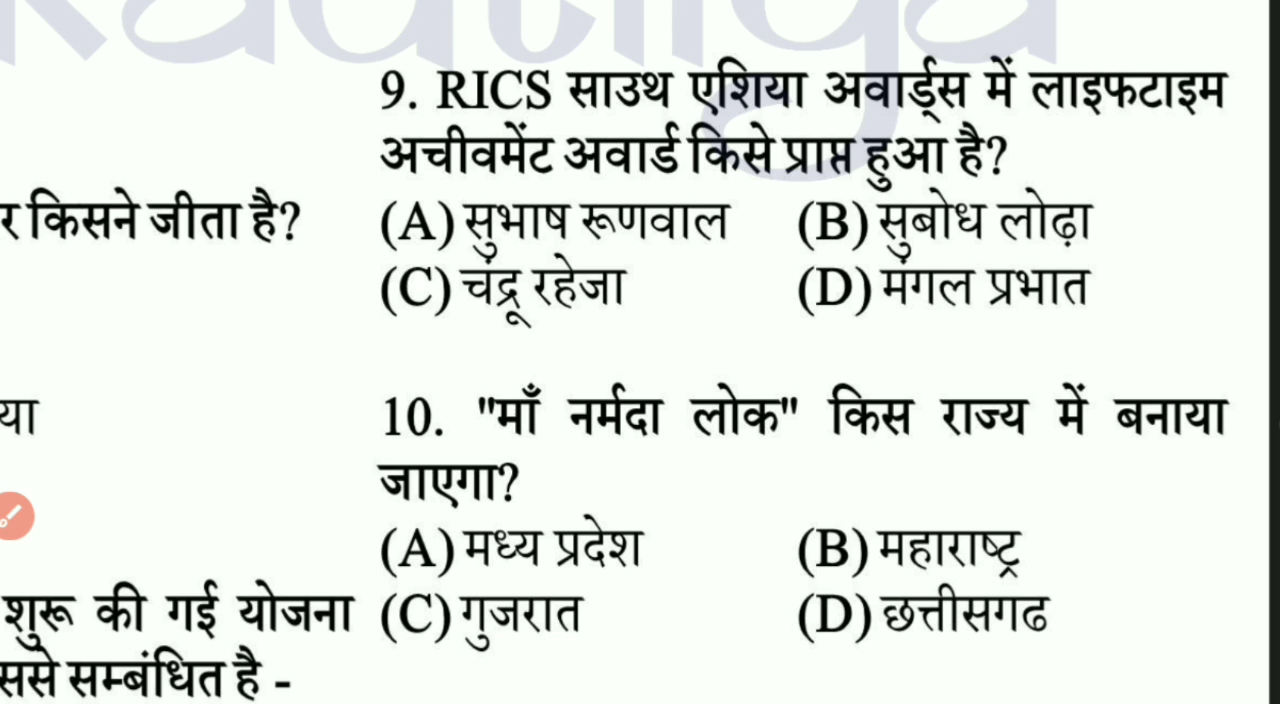 र किसने जीता है?
या
शुरू की गई योजना
ससे सम्बंधित है -
9. RICS साउथ एशिया अवार्ड्स में लाइफटाइम
अचीवमेंट अवार्ड किसे प्राप्त हुआ है?
(A) सुभाष रूणवाल (B) सुबोध लोढ़ा
(C) चंद्रू रहेजा (D) मंगल प्रभात
10. "माँ नर्मदा लोक" किस राज्य में बनाया
जाएगा?
(A) मध्य प्रदेश (B) महाराष्ट्र
(C) गुजरात (D) छत्तीसगढ